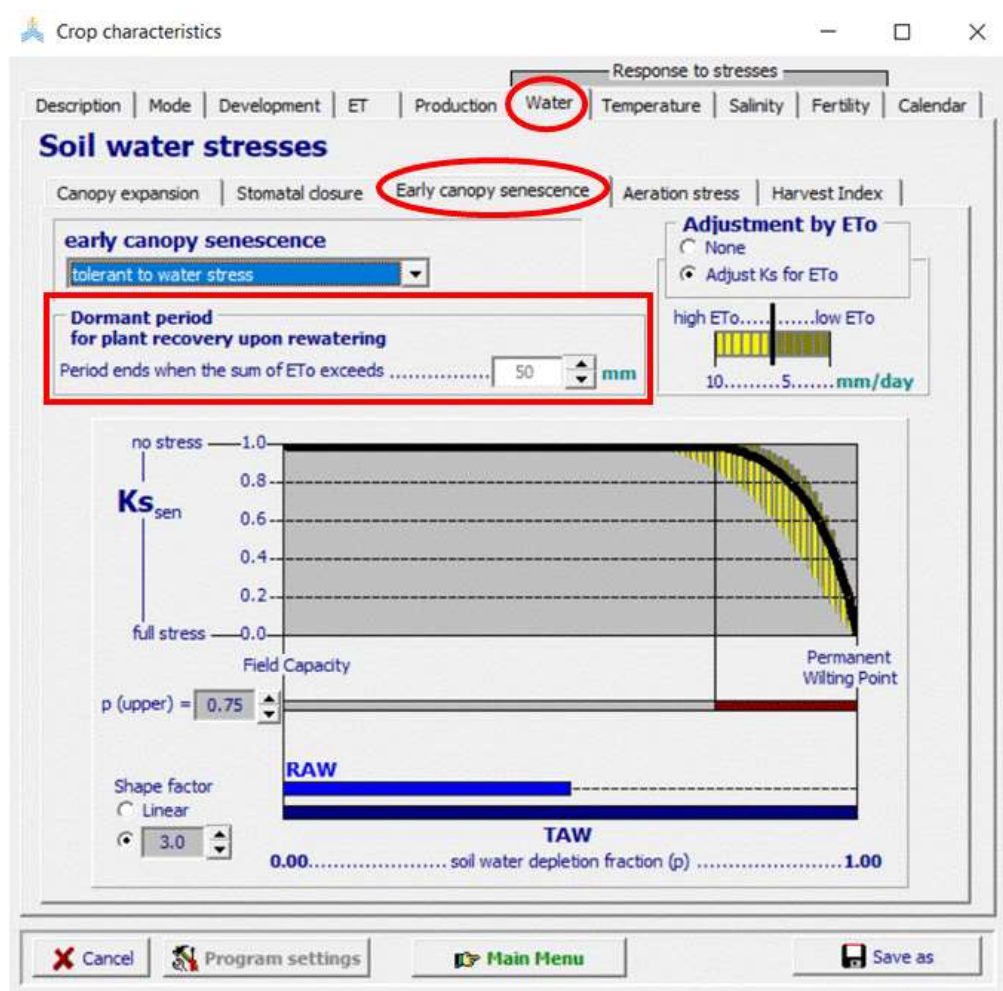 Crop characteristics
Response to stresses
Description Mode Development ET Production Water Temperature Salinity Fertility Calendar
Soil water stresses
Canopy expansion Stomatal closure Early canopy senescence Aeration stress Harvest Index
early canopy senescence
tolerant to water stress
Adjustment by ETo
None
Adjust Ks for ETo
high ETo............low ETo
10.........5.......mm/day
Dormant period
for plant recovery upon rewatering
Period ends when the sum of ETo exceeds ................ 50 mm
no stress 1.0
0.8
Ks sen
0.6
0.4
0.2
full stress 0.0
Field Capacity
Permanent
Wilting Point
p (upper) = 0.75
RAW
Shape factor
Linear
3.0
TAW
0.00...................... soil water depletion fraction (p) .......................1.00
Cancel Program settings Main Menu Save as